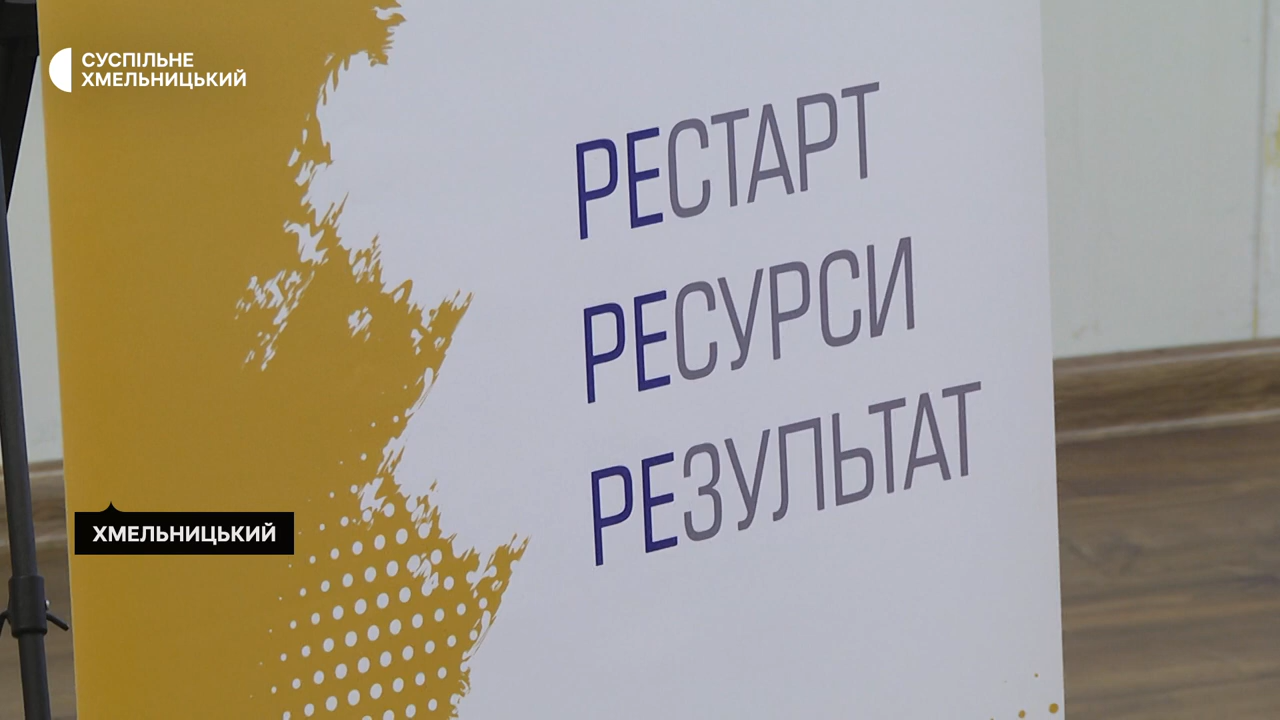 СУСПІЛЬНЕ
ХМЕЛЬНИЦЬКИЙ
РЕСТАРТ
РЕСУРСИ
РЕЗУЛЬТАТ
ХМЕЛЬНИЦЬКИЙ